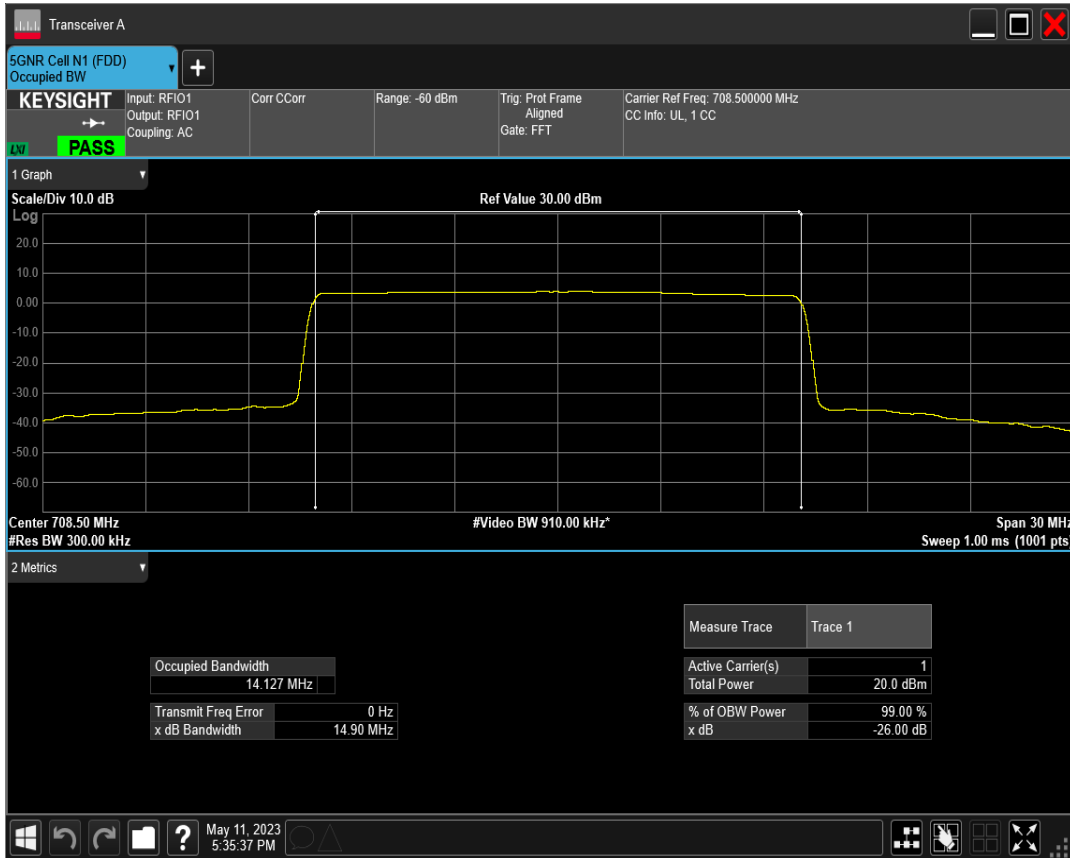 Transceiver A
5GNR Cell N1 (FDD)
Occupied BW
+
KEYSIGHT
LXI
PASS
Input: RFIO1
Output: RFIO1
Coupling: AC
Corr CCorr
Range: -60 dBm
Trig: Prot Frame
Aligned
Gate: FFT
Carrier Ref Freq: 708.500000 MHz
CC Info: UL, 1 CC
1 Graph
Scale/Div 10.0 dB
Ref Value 30.00 dBm
Log
20.0
10.0
0.00
-10.0
-20.0
-30.0
-40.0
-50.0
-60.0
Center 708.50 MHz
#Video BW 910.00 kHz*
Span 30 MHz
#Res BW 300.00 kHz
Sweep 1.00 ms (1001 pts)
2 Metrics
Measure Trace Trace 1
Occupied Bandwidth
14.127 MHz
Active Carrier(s) 1
Total Power 20.0 dBm
Transmit Freq Error 0 Hz
x dB Bandwidth 14.90 MHz
% of OBW Power 99.00 %
x dB -26.00 dB
?
May 11, 2023
5:35:37 PM